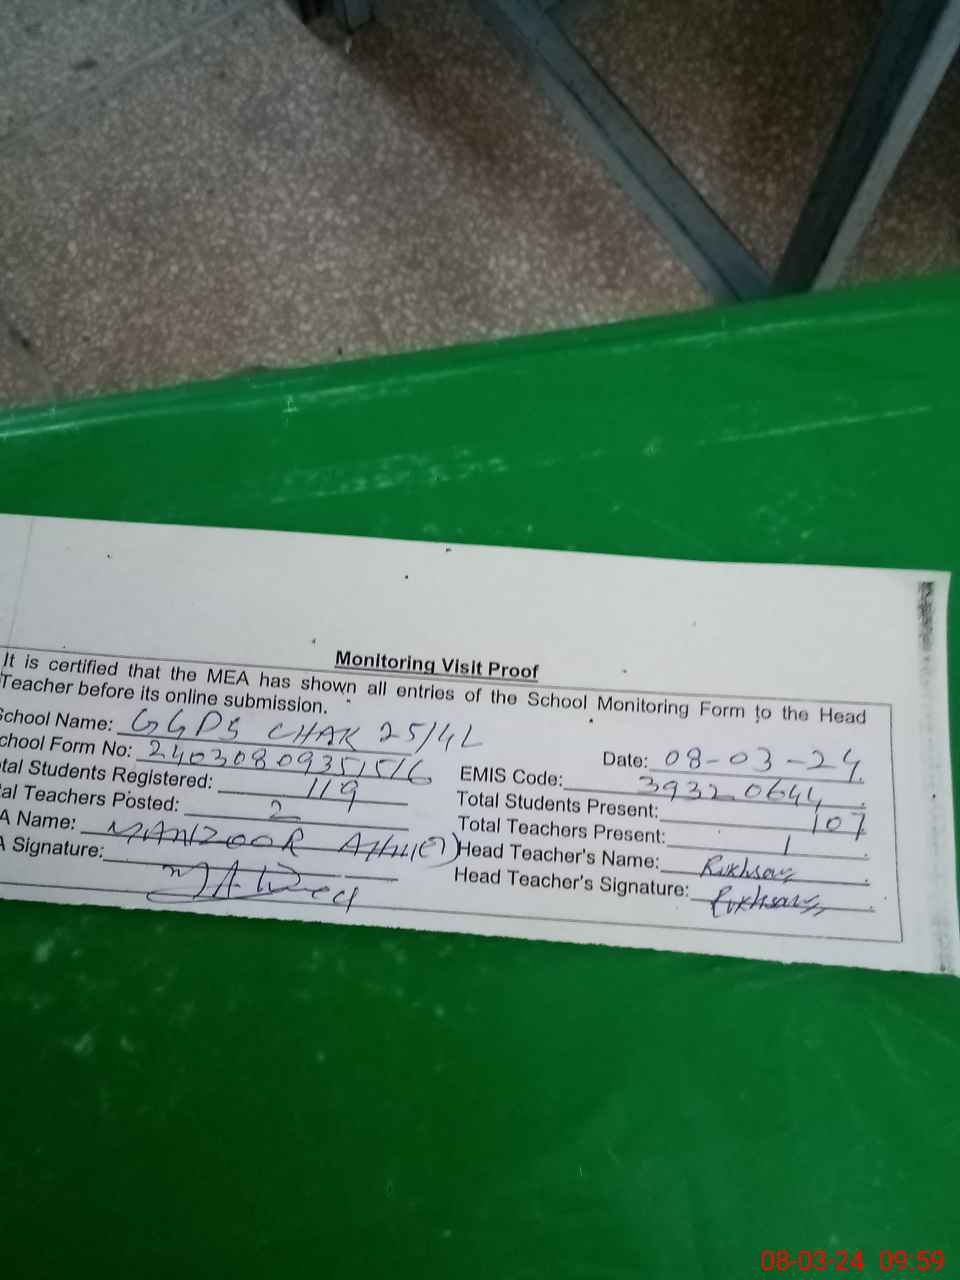 Monitoring Visit Proof
It is certified that the MEA has shown all entries of the School Monitoring Form to the Head
Teacher before its online submission.
School Name: GGPS CHAK 25/4L
Date: 08-03-24
chool Form No: 24030809351516
EMIS Code: 39320644
tal Students Registered: 119
Total Students Present: 107
al Teachers Posted: 2
Total Teachers Present: 1
A Name: MANZOOR
Head Teacher's Name: Rukhsana
A Signature:
Head Teacher's Signature: Rukhsana
08-03-24 09:59